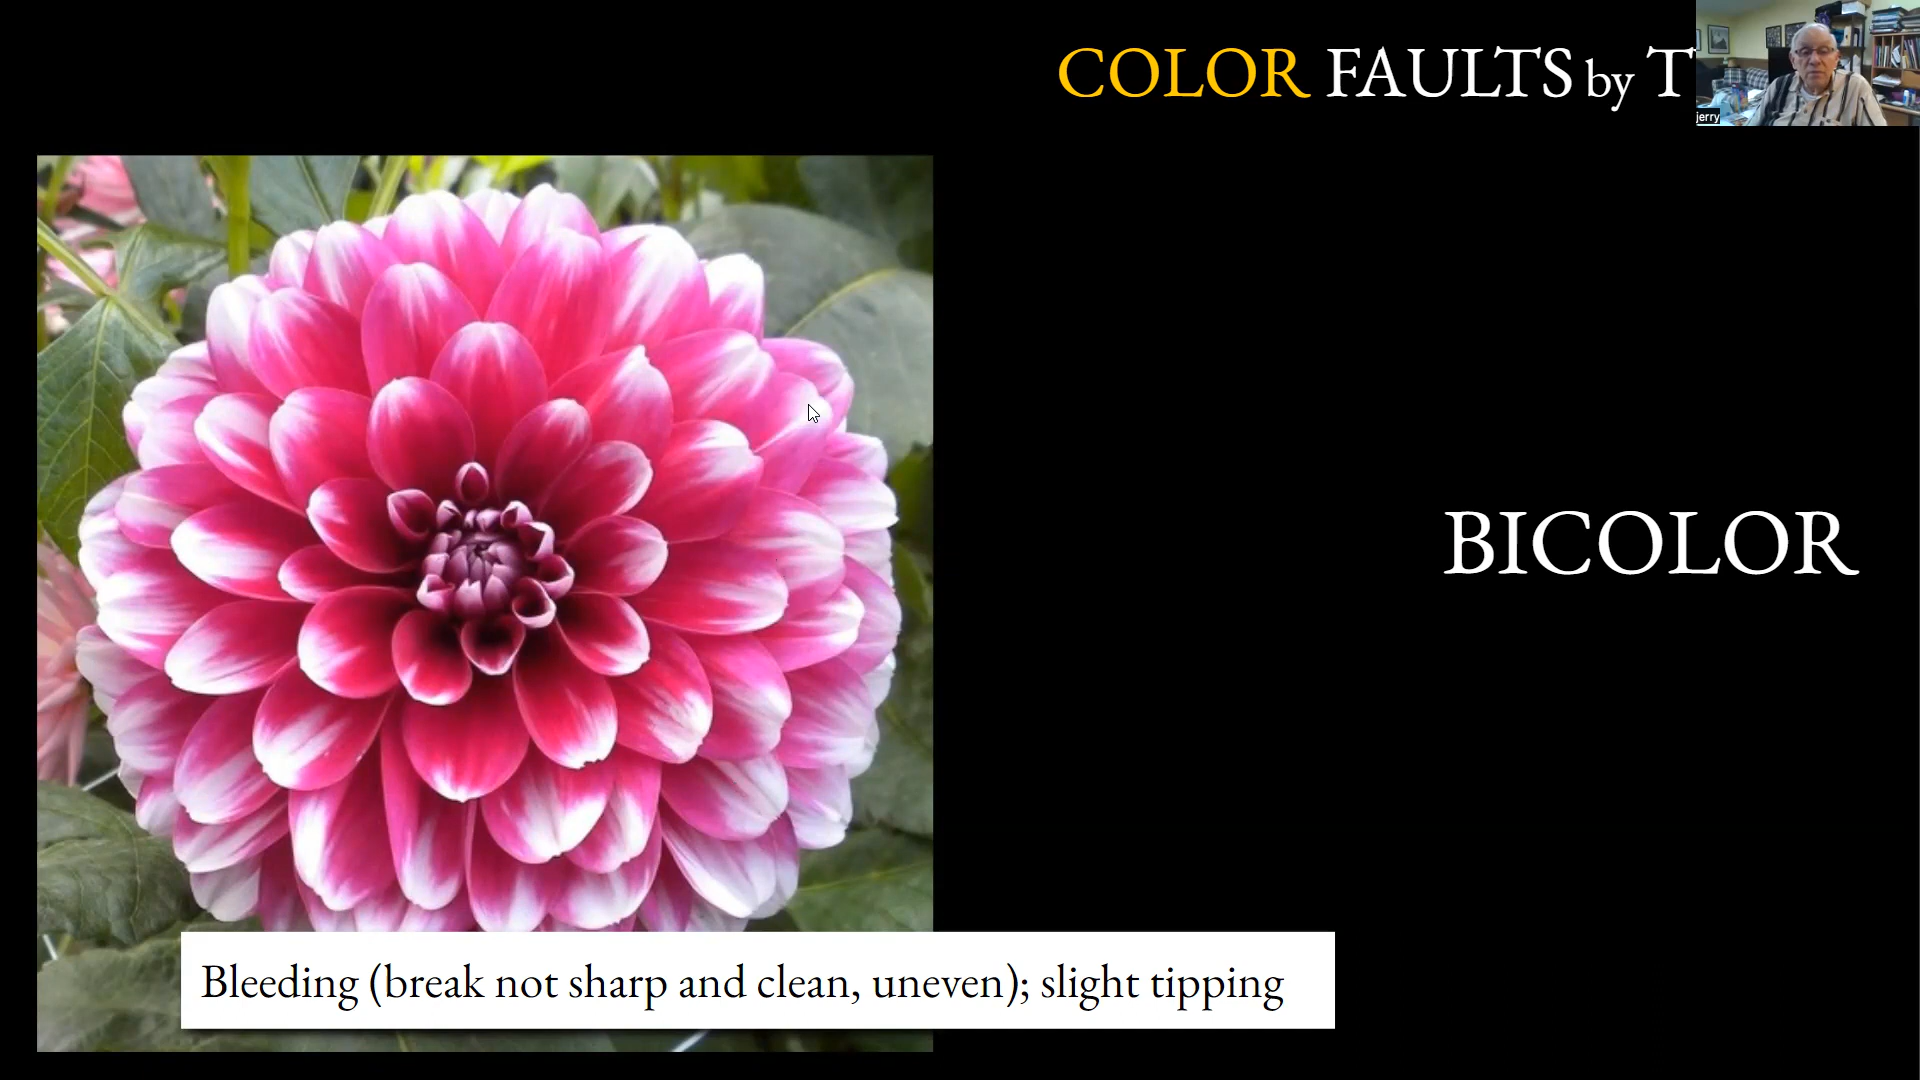 COLOR FAULTS by T
jerry
BICOLOR
Bleeding (break not sharp and clean, uneven); slight tipping